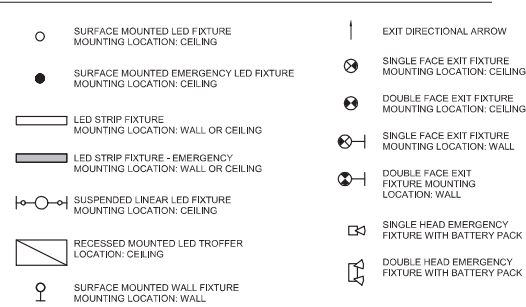 SURFACE MOUNTED LED FIXTURE
MOUNTING LOCATION: CEILING
SURFACE MOUNTED EMERGENCY LED FIXTURE
MOUNTING LOCATION: CEILING
LED STRIP FIXTURE
MOUNTING LOCATION: WALL OR CEILING
LED STRIP FIXTURE - EMERGENCY
MOUNTING LOCATION: WALL OR CEILING
SUSPENDED LINEAR LED FIXTURE
MOUNTING LOCATION: CEILING
RECESSED MOUNTED LED TROFFER
LOCATION: CEILING
SURFACE MOUNTED WALL FIXTURE
MOUNTING LOCATION: WALL
EXIT DIRECTIONAL ARROW
SINGLE FACE EXIT FIXTURE
MOUNTING LOCATION: CEILING
DOUBLE FACE EXIT FIXTURE
MOUNTING LOCATION: CEILING
SINGLE FACE EXIT FIXTURE
MOUNTING LOCATION: WALL
DOUBLE FACE EXIT
FIXTURE MOUNTING
LOCATION: WALL
SINGLE HEAD EMERGENCY
FIXTURE WITH BATTERY PACK
DOUBLE HEAD EMERGENCY
FIXTURE WITH BATTERY PACK